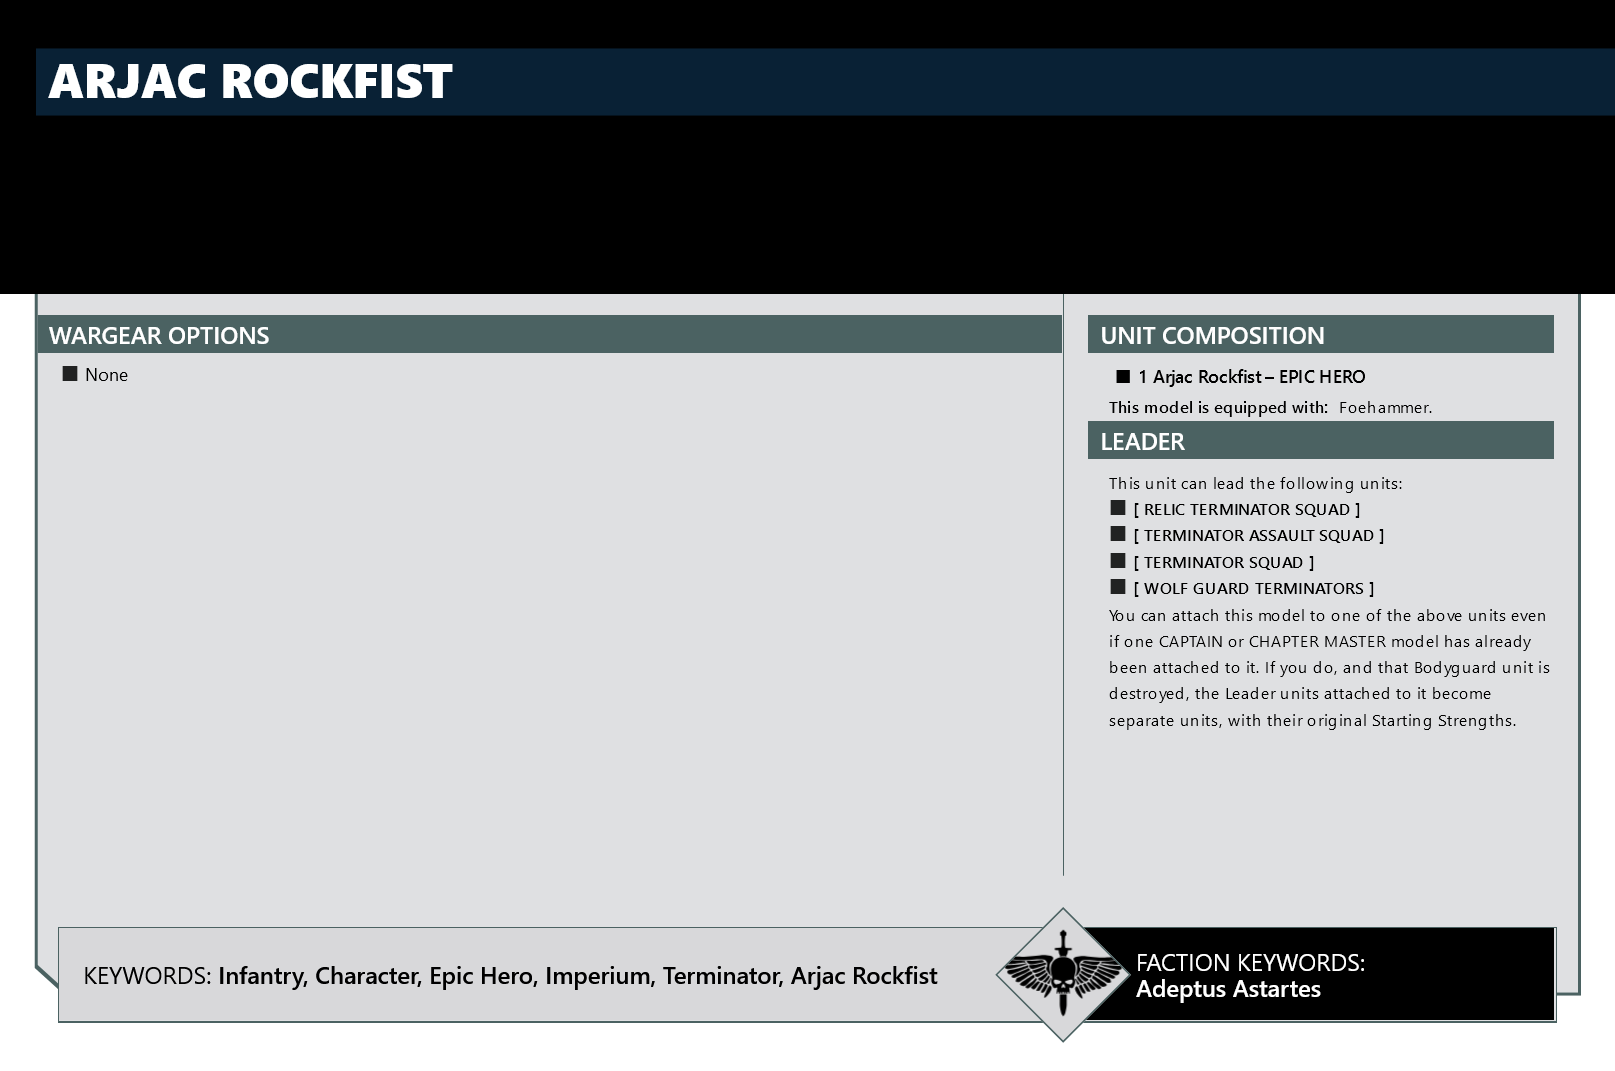 ARJAC ROCKFIST
WARGEAR OPTIONS
■ None
UNIT COMPOSITION
■ 1 Arjac Rockfist – EPIC HERO
This model is equipped with: Foehammer.
LEADER
This unit can lead the following units:
■ [ RELIC TERMINATOR SQUAD ]
■ [ TERMINATOR ASSAULT SQUAD ]
■ [ TERMINATOR SQUAD ]
■ [ WOLF GUARD TERMINATORS ]
You can attach this model to one of the above units even
if one CAPTAIN or CHAPTER MASTER model has already
been attached to it. If you do, and that Bodyguard unit is
destroyed, the Leader units attached to it become
separate units, with their original Starting Strengths.
KEYWORDS: Infantry, Character, Epic Hero, Imperium, Terminator, Arjac Rockfist
FACTION KEYWORDS:
Adeptus Astartes